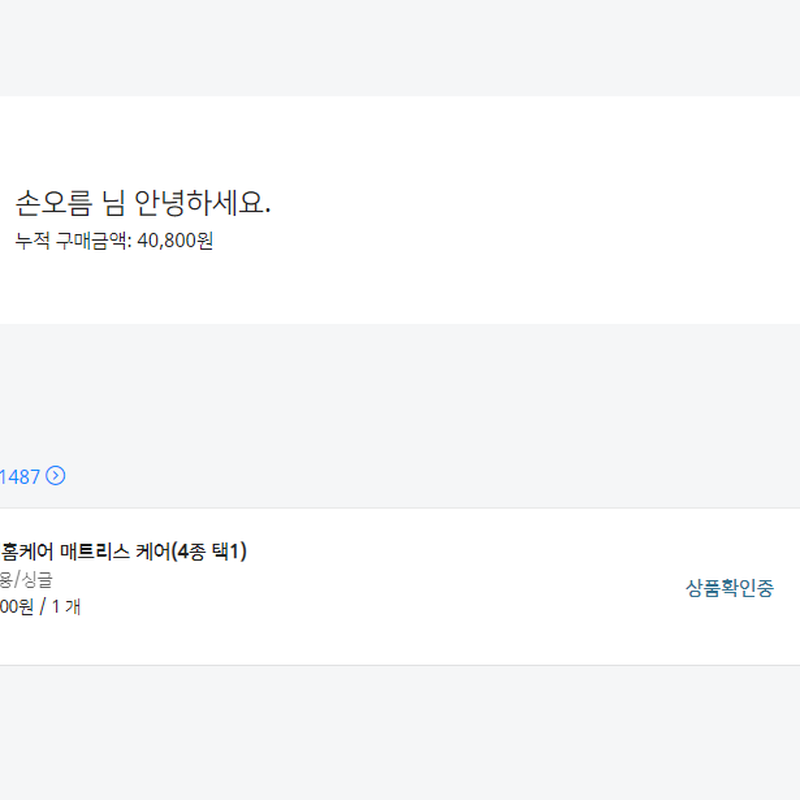 손오름 님 안녕하세요.
누적 구매금액: 40,800원
1487
홈케어 매트리스 케어(4종 택1)
용/싱글
상품확인중
00원 / 1 개